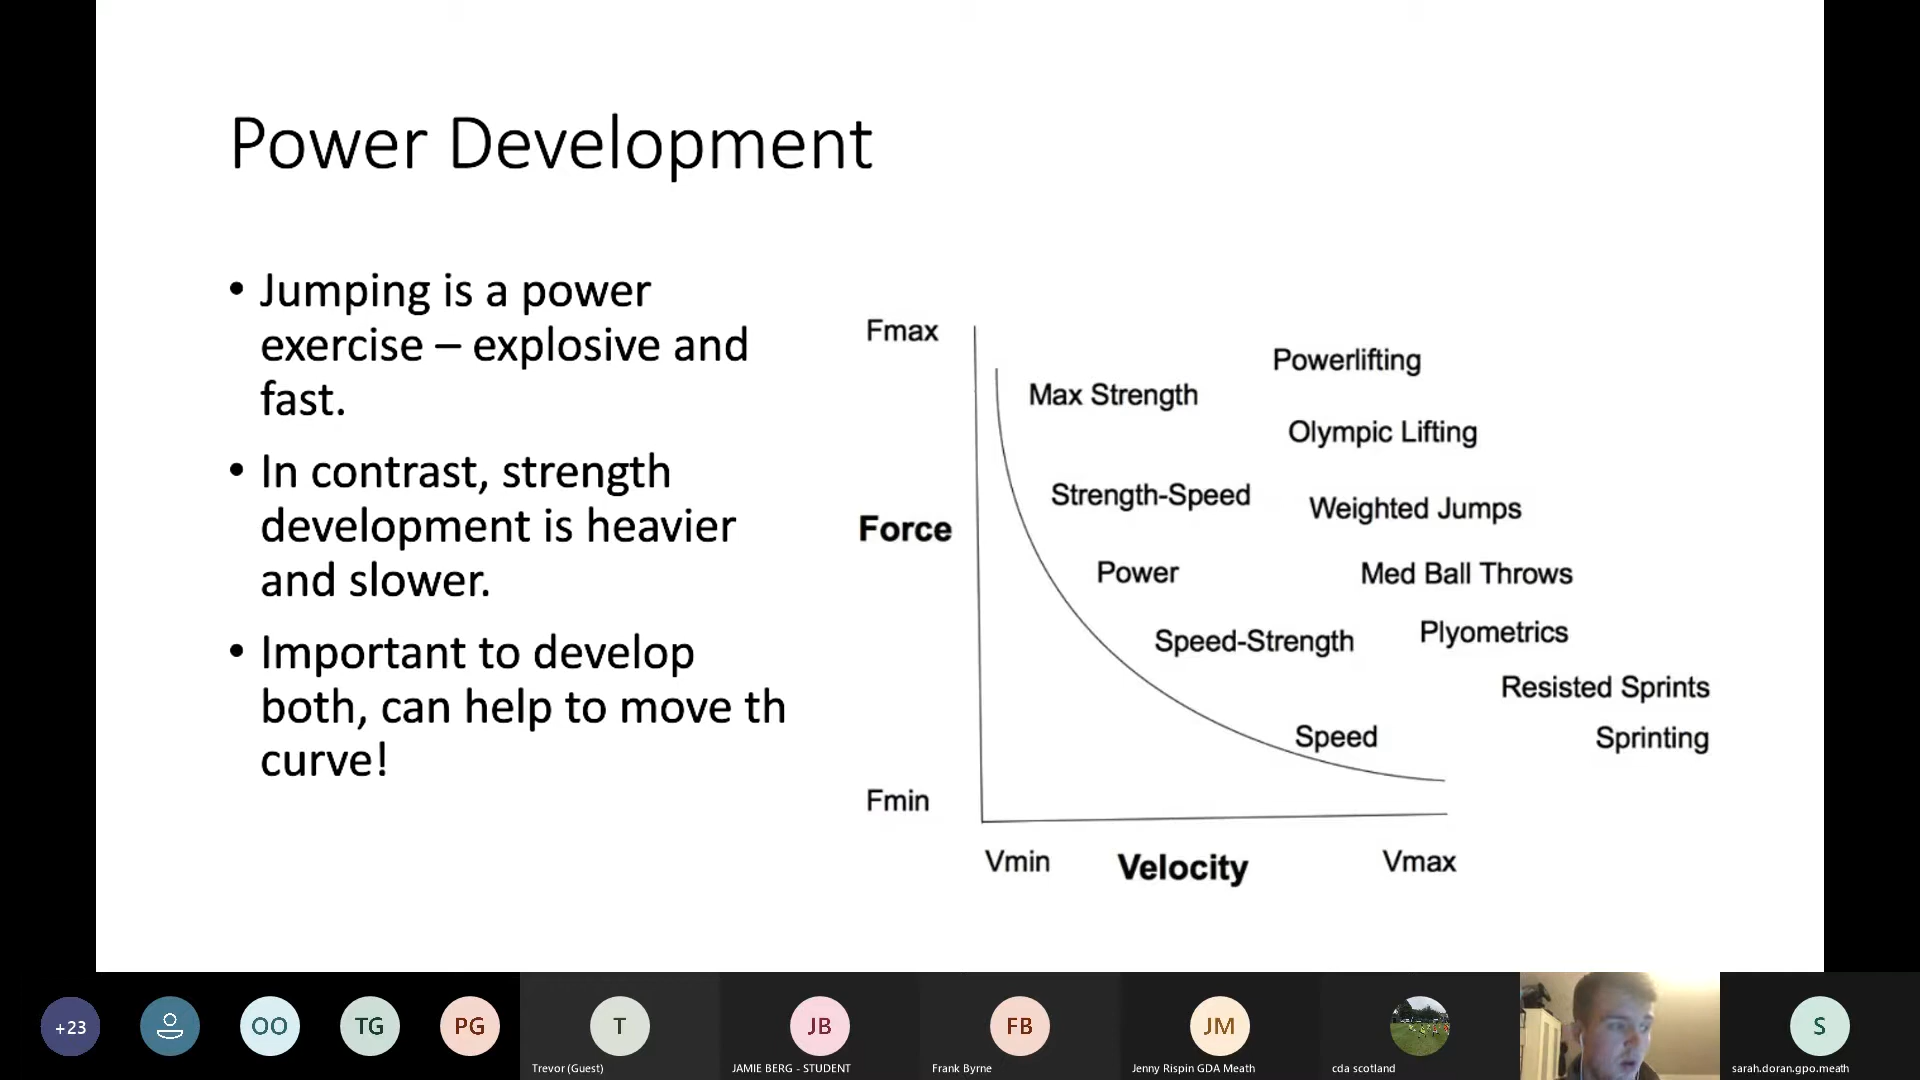 Power Development
• Jumping is a power
exercise – explosive and
fast.
• In contrast, strength
development is heavier
and slower.
• Important to develop
both, can help to move th
curve!
Fmax
Powerlifting
Max Strength
Olympic Lifting
Strength-Speed
Weighted Jumps
Force
Power
Med Ball Throws
Speed-Strength
Plyometrics
Resisted Sprints
Speed
Sprinting
Fmin
Vmin
Velocity
Vmax
+23
OO
TG
PG
T
JB
FB
JM
S
Trevor (Guest)
JAMIE BERG - STUDENT
Frank Byrne
Jenny Rispin GDA Meath
cda scotland
sarah.doran.gpo.meath